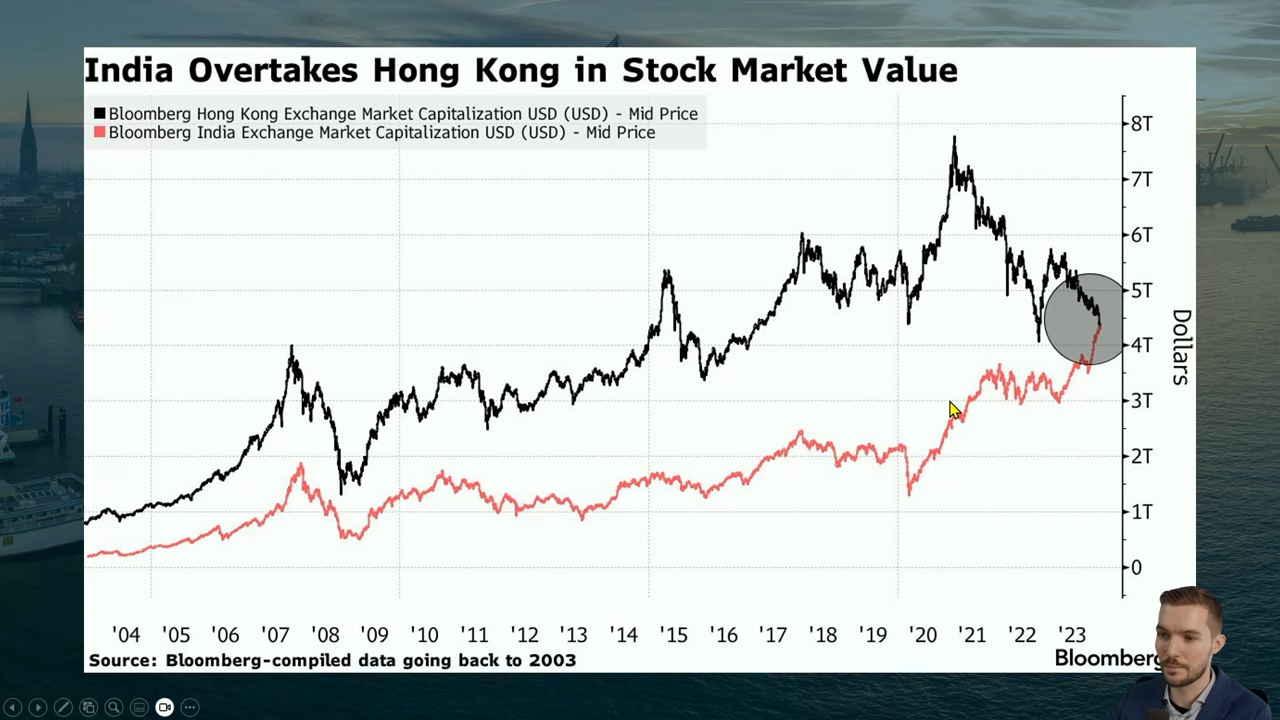 India Overtakes Hong Kong in Stock Market Value
Bloomberg Hong Kong Exchange Market Capitalization USD (USD) - Mid Price
Bloomberg India Exchange Market Capitalization USD (USD) - Mid Price
8T
7T
6T
5T
4T
3T
2T
1T
0
Dollars
'04 '05 '06 '07 '08 '09 '10 '11 '12 '13 '14 '15 '16 '17 '18 '19 '20 '21 '22 '23
Source: Bloomberg-compiled data going back to 2003
Bloomberg